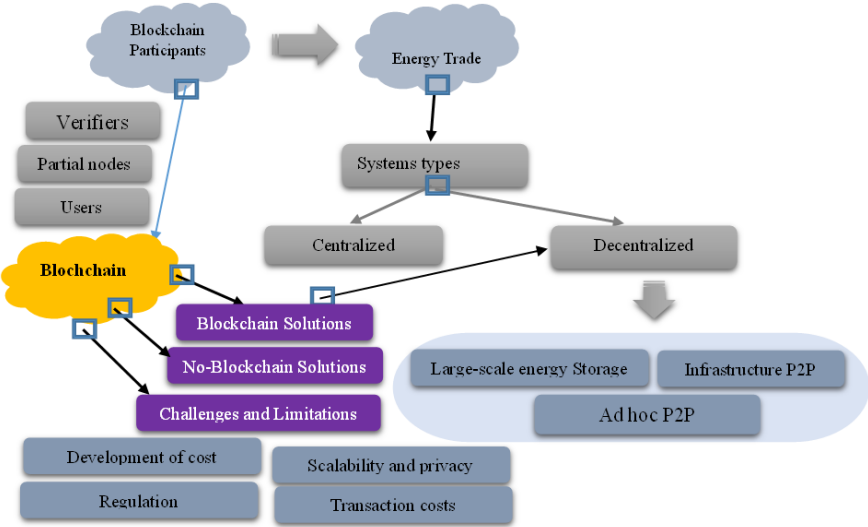 Blockchain
Participants
Energy Trade
Verifiers
Partial nodes
Users
Systems types
Centralized
Decentralized
Blochchain
Blockchain Solutions
No-Blockchain Solutions
Challenges and Limitations
Large-scale energy Storage
Infrastructure P2P
Ad hoc P2P
Development of cost
Scalability and privacy
Regulation
Transaction costs